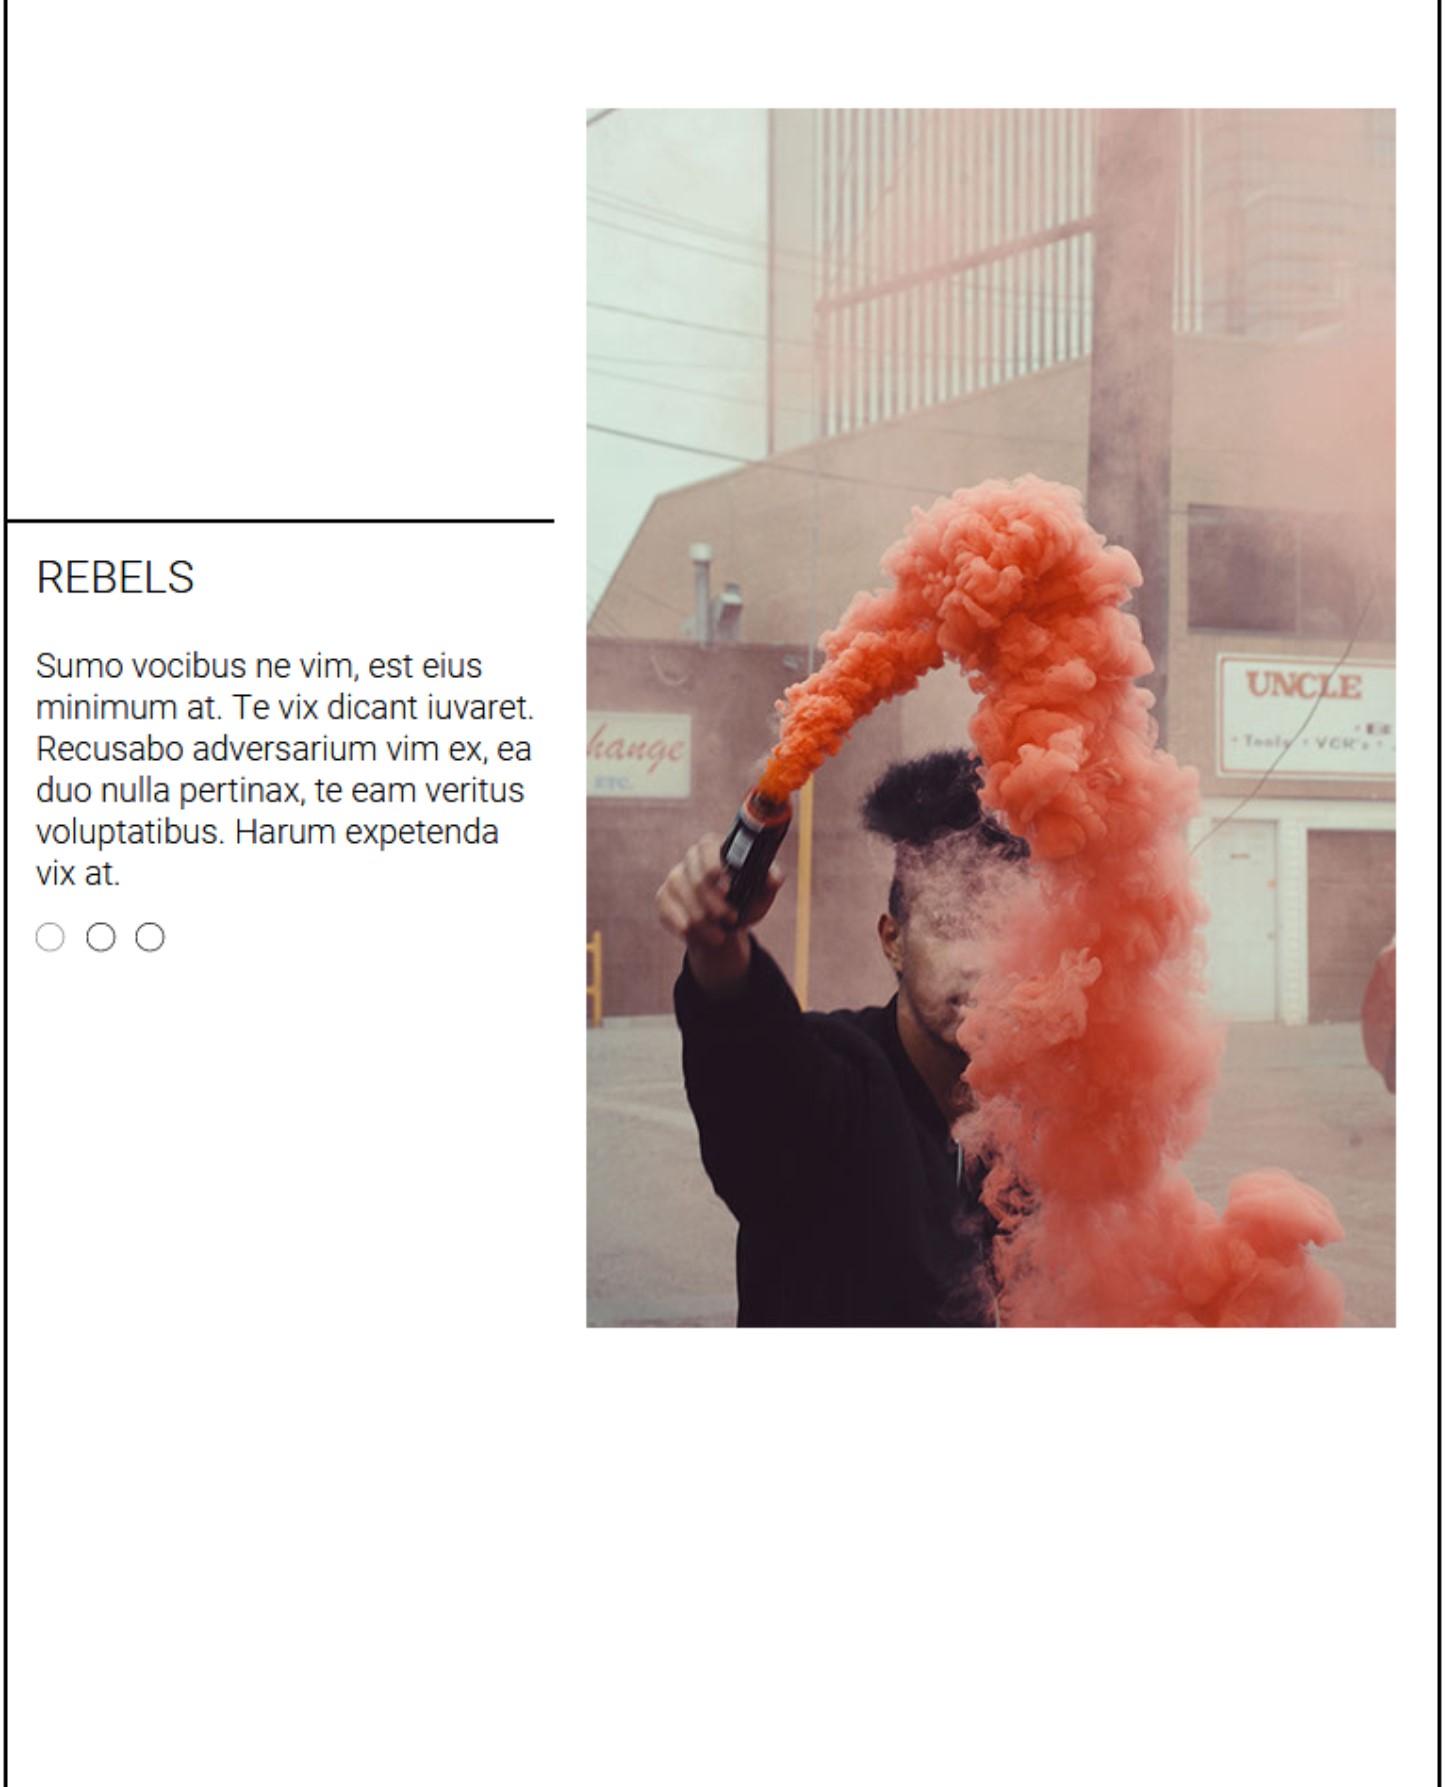 REBELS
Sumo vocibus ne vim, est eius
minimum at. Te vix dicant iuvaret.
Recusabo adversarium vim ex, ea
duo nulla pertinax, te eam veritus
voluptatibus. Harum expetenda
vix at.
hange
ETC.
UNCLE
Tools • VCR's •